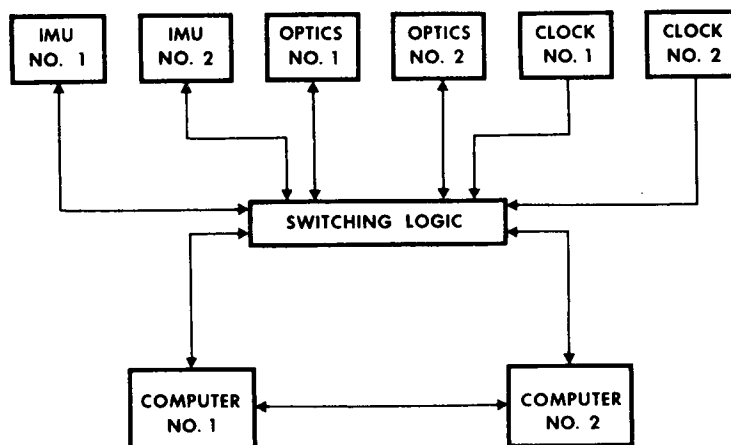 IMU
NO. 1
IMU
NO. 2
OPTICS
NO. 1
OPTICS
NO. 2
CLOCK
NO. 1
CLOCK
NO. 2
SWITCHING LOGIC
COMPUTER
NO. 1
COMPUTER
NO. 2